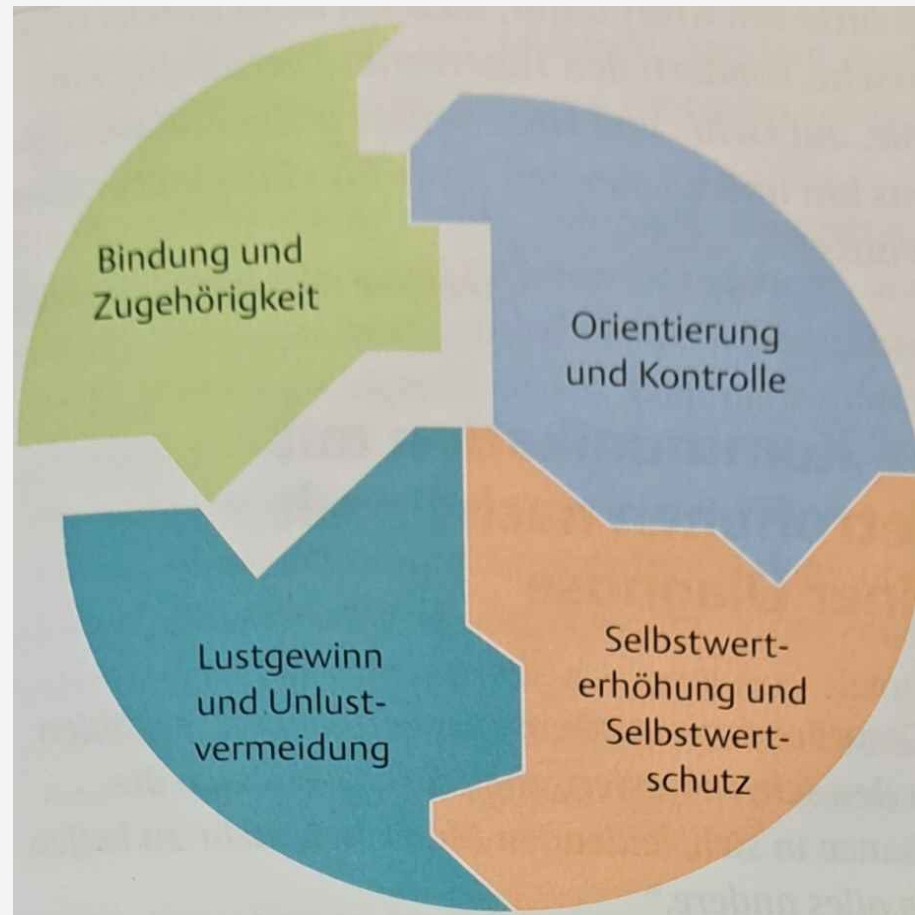 Bindung und
Zugehörigkeit
Orientierung
und Kontrolle
Lustgewinn
und Unlust-
vermeidung
Selbstwert-
erhöhung und
Selbstwert-
schutz